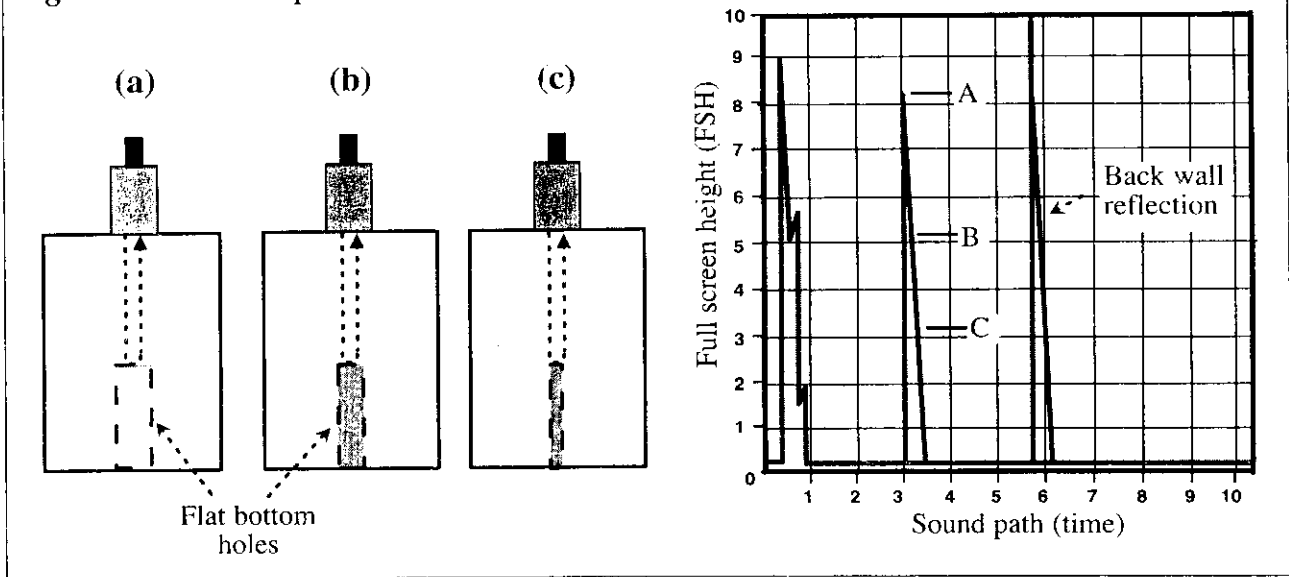 (a)
(b)
(c)
Flat bottom
holes
Full screen height (FSH)
10
9
8
7
6
5
4
3
2
1
0
A
B
C
Back wall
reflection
1 2 3 4 5 6 7 8 9 10
Sound path (time)